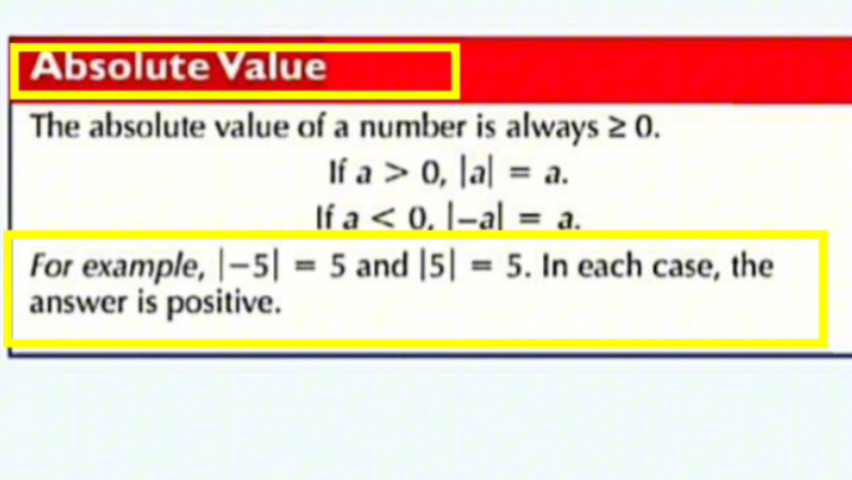 Absolute Value
The absolute value of a number is always ≥ 0.
If a > 0, |a| = a.
If a < 0, |−a| = a.
For example, |−5| = 5 and |5| = 5. In each case, the
answer is positive.